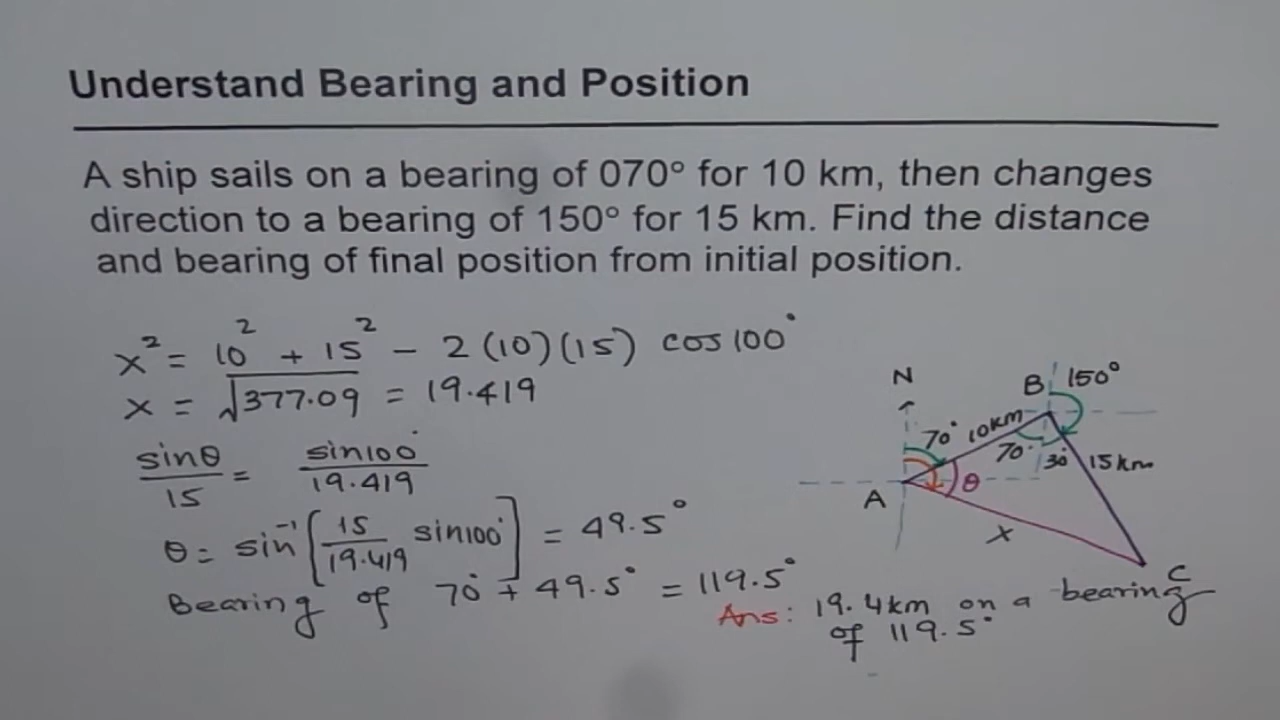 Understand Bearing and Position
A ship sails on a bearing of 070° for 10 km, then changes
direction to a bearing of 150° for 15 km. Find the distance
and bearing of final position from initial position.
x² = 10² + 15² - 2 (10)(15) cos 100°
x = √377.09 = 19.419
sinθ/15 = sin100°/19.419
θ = sin⁻¹[15/19.419 sin100°] = 49.5°
Bearing of 70° + 49.5° = 119.5°
Ans: 19.4km on a bearing
of 119.5°
N
B 150°
70° 10km
70° 30° 15km
A θ
x
C